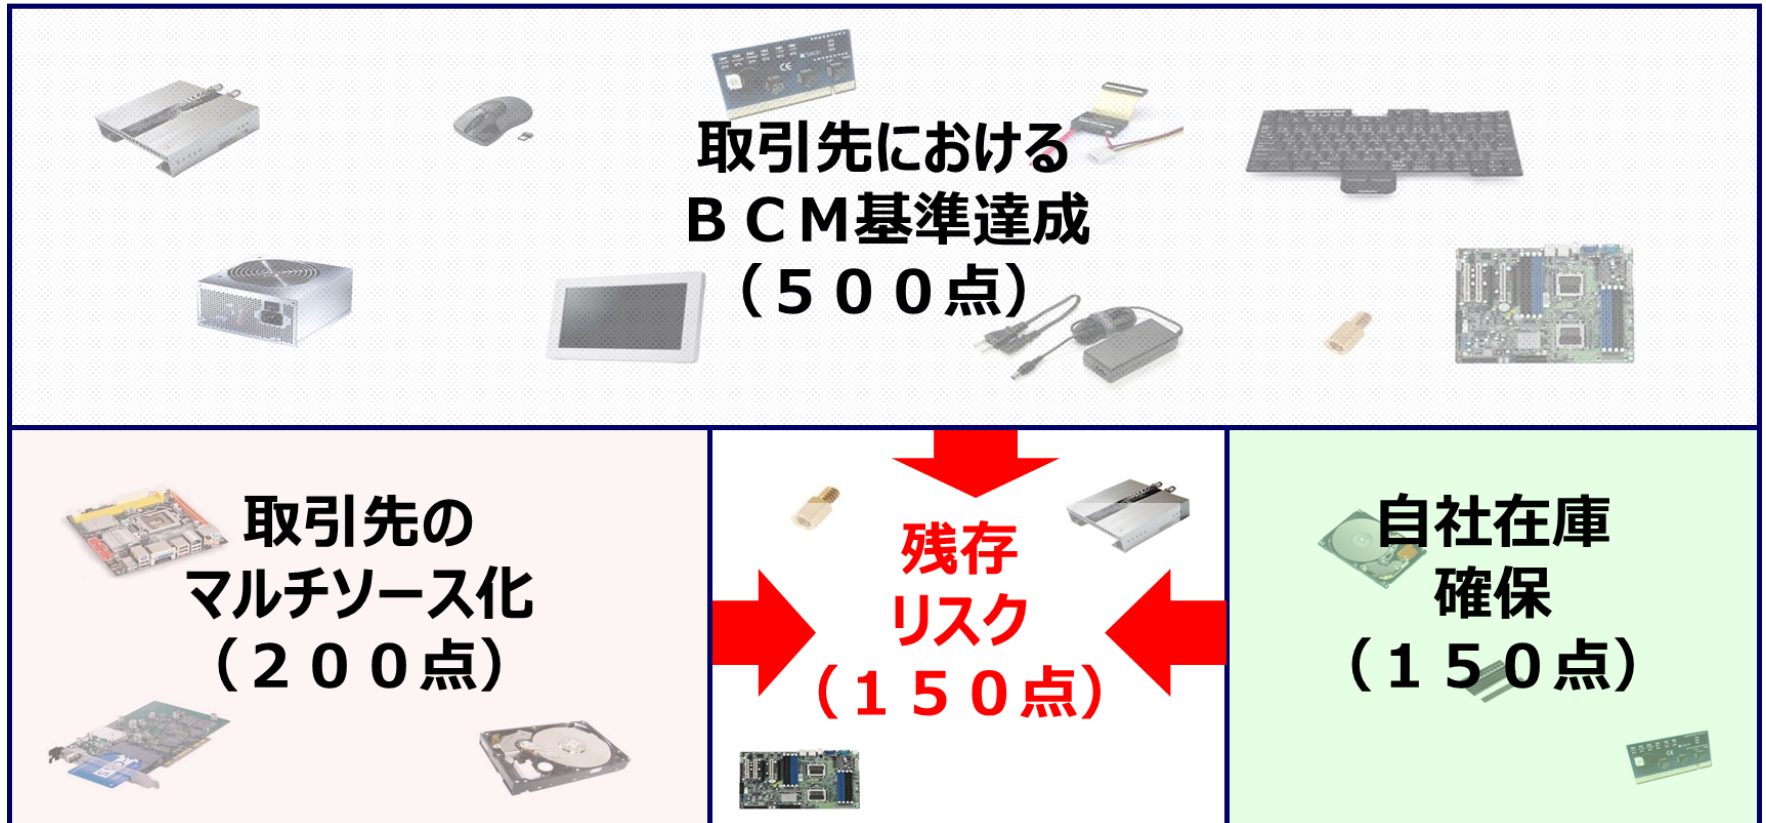 取引先における
ＢＣＭ基準達成
（５００点）
取引先の
マルチソース化
（２００点）
残存
リスク
（１５０点）
自社在庫
確保
（１５０点）